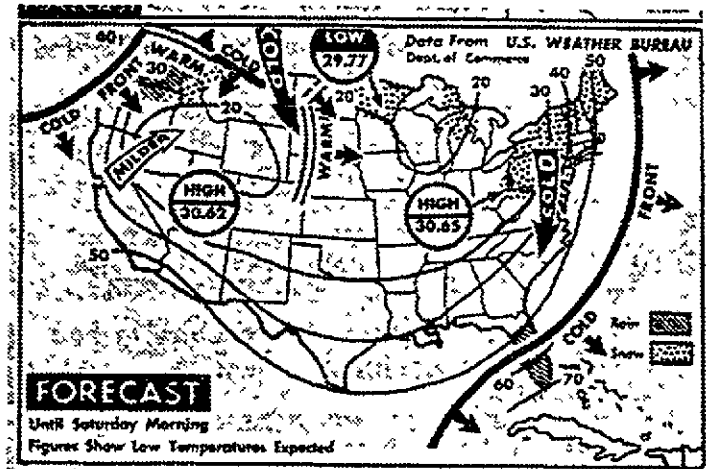 Data From U.S. WEATHER BUREAU
Dept. of Commerce
60
WARM
COLD
COLD
LOW
29.77
30
FRONT
COLD
20
20
20
30
40
50
MILDER
WARM
HIGH
30.62
HIGH
30.65
COLD
FRONT
50
Rain
Snow
COLD
60
70
FORECAST
Until Saturday Morning
Figures Show Low Temperatures Expected